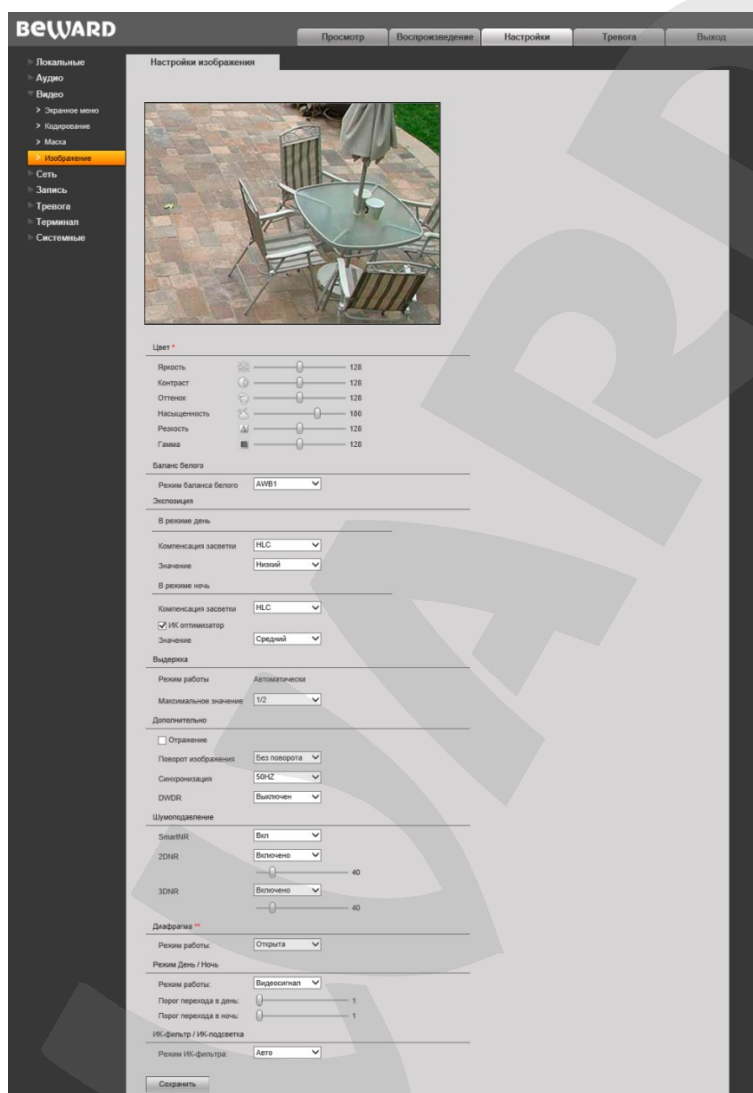 BEWARD
Просмотр Воспроизведение Настройки Тревога Выход
Локальные
Аудио
Видео
> Экранное меню
> Кодирование
> Маска
> Изображение
Сеть
Запись
Тревога
Терминал
Системные
Настройки изображения
Цвет *
Яркость 128
Контраст 128
Оттенок 128
Насыщенность 180
Резкость 128
Гамма 128
Баланс белого
Режим баланса белого AWB1
Экспозиция
В режиме день
Компенсация засветки HLC
Значение Низкий
В режиме ночь
Компенсация засветки HLC
ИК оптимизатор
Значение Средний
Выдержка
Режим работы Автоматически
Максимальное значение 1/2
Дополнительно
Отражение
Поворот изображения Без поворота
Синхронизация 50HZ
DWDR Выключен
Шумоподавление
SmartNR Вкл
2DNR Включено
40
3DNR Включено
40
Диафрагма **
Режим работы: Открыта
Режим День / Ночь
Режим работы: Видеосигнал
Порог перехода в день: 1
Порог перехода в ночь: 1
ИК-фильтр / ИК-подсветка
Режим ИК-фильтра: Авто
Сохранить